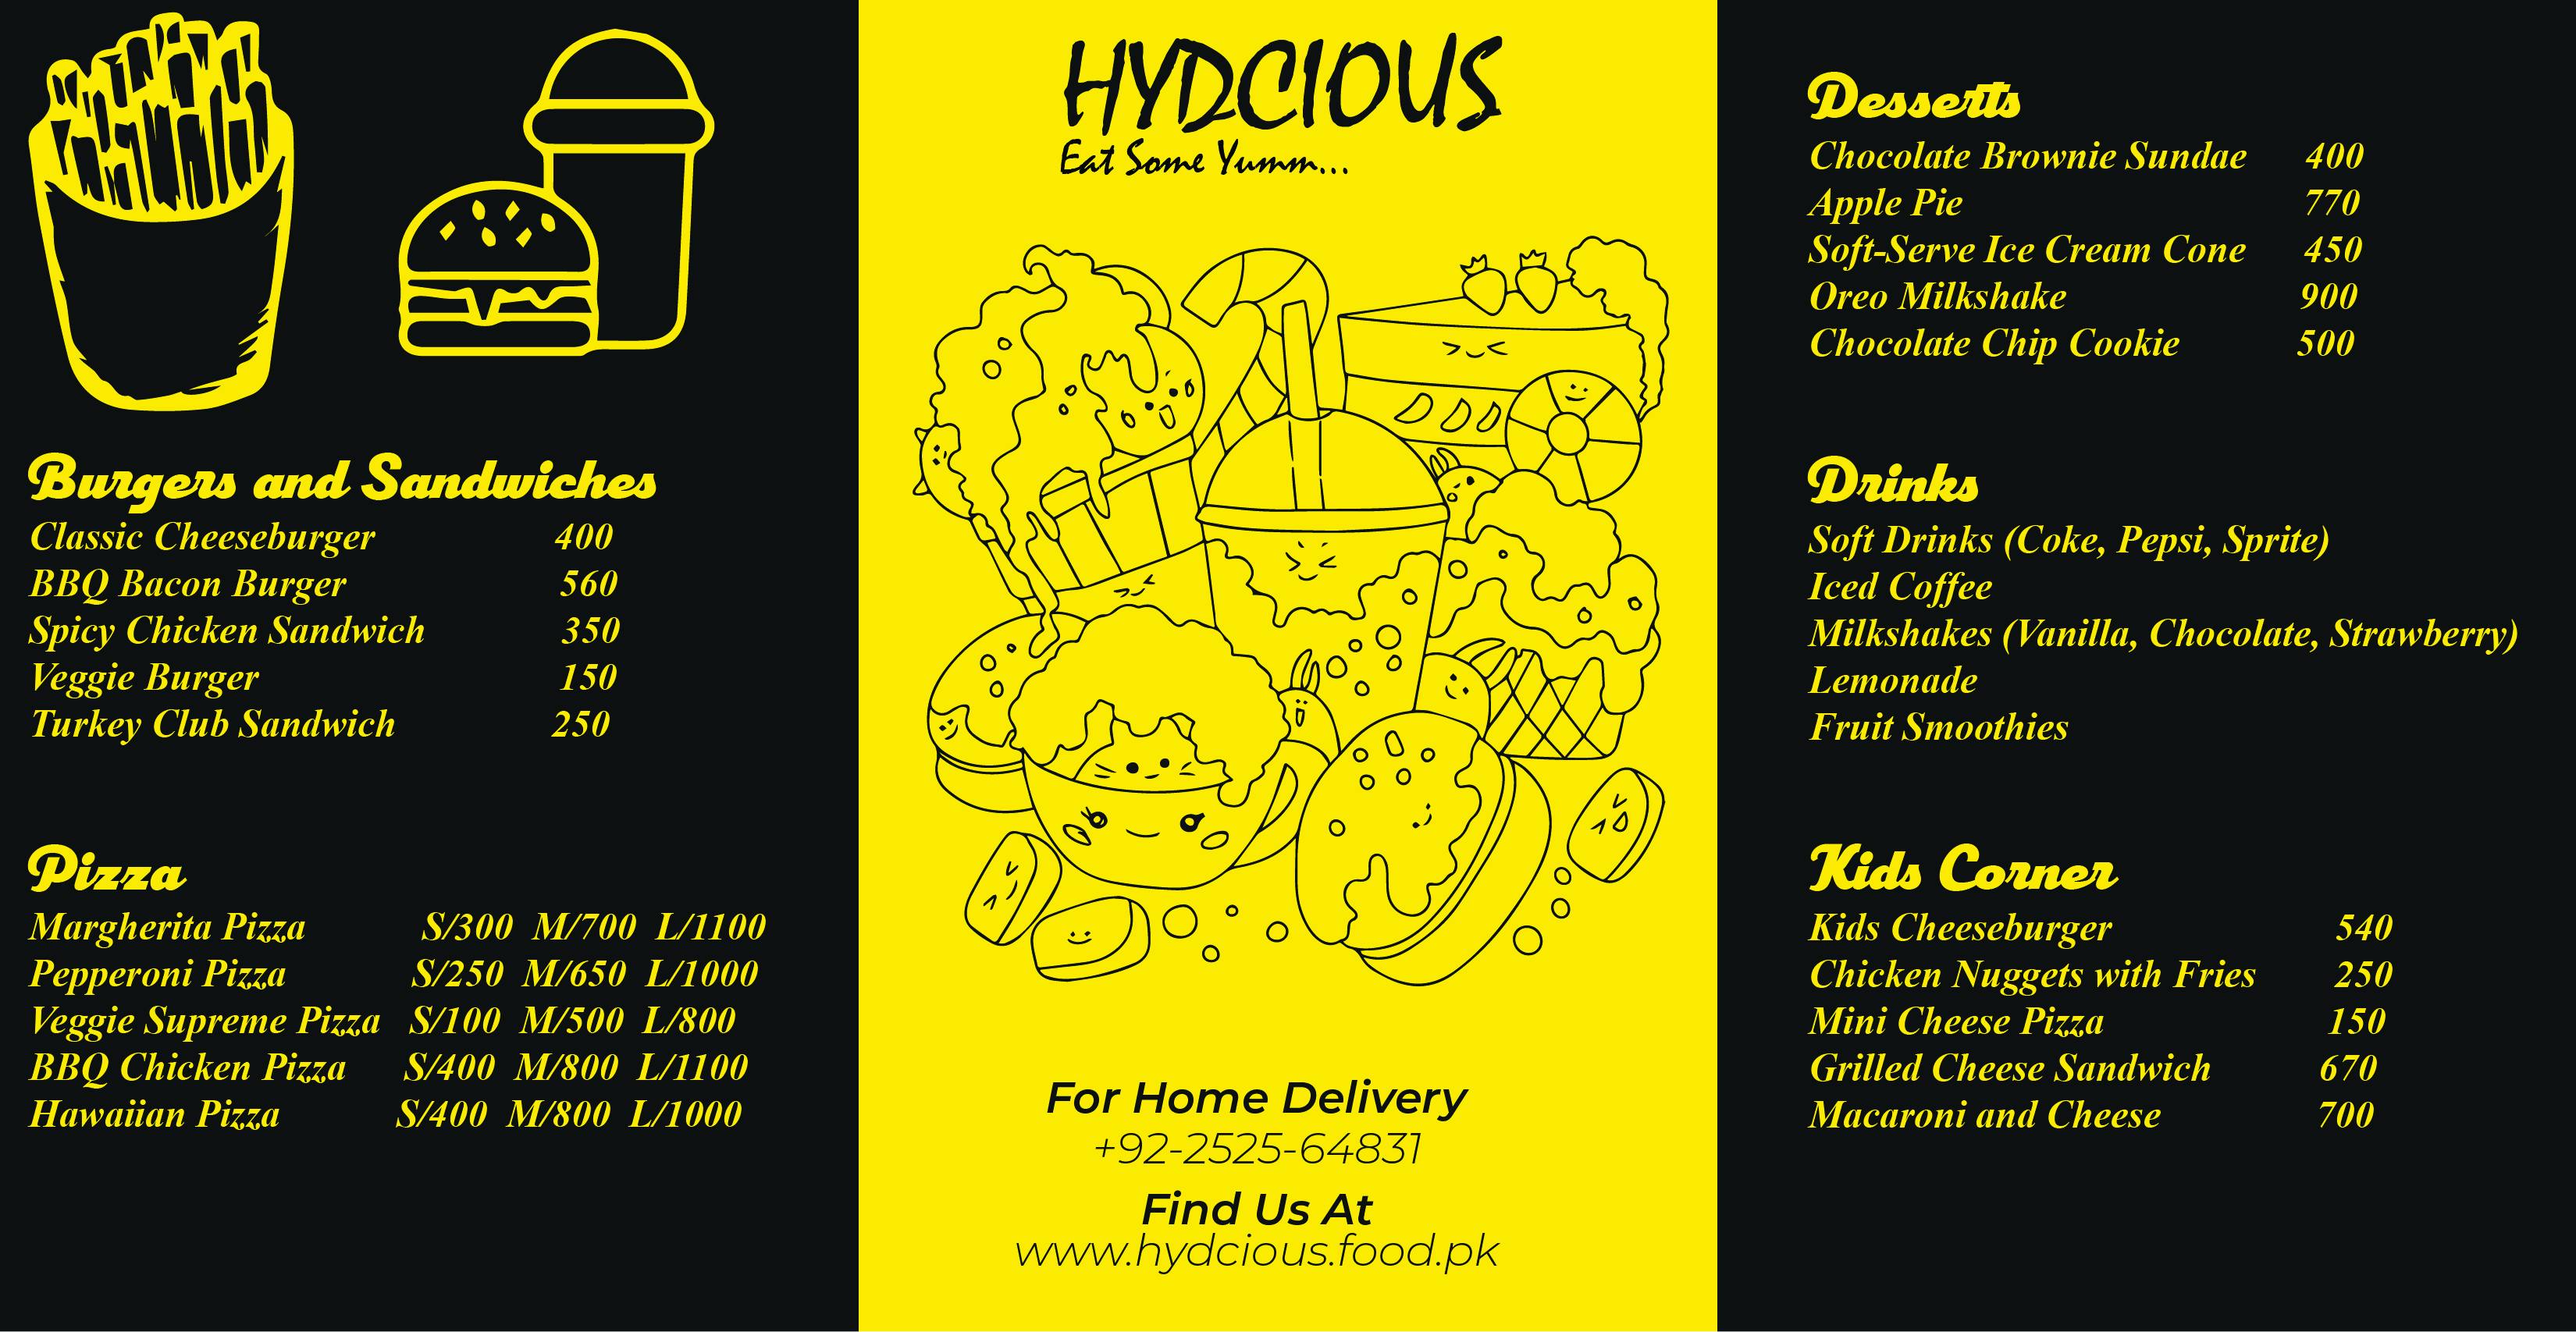 Burgers and Sandwiches
Classic Cheeseburger 400
BBQ Bacon Burger 560
Spicy Chicken Sandwich 350
Veggie Burger 150
Turkey Club Sandwich 250
Pizza
Margherita Pizza S/300 M/700 L/1100
Pepperoni Pizza S/250 M/650 L/1000
Veggie Supreme Pizza S/100 M/500 L/800
BBQ Chicken Pizza S/400 M/800 L/1100
Hawaiian Pizza S/400 M/800 L/1000
HYDCIOUS
Eat Some Yumm...
For Home Delivery
+92-2525-64831
Find Us At
www.hydcious.food.pk
Desserts
Chocolate Brownie Sundae 400
Apple Pie 770
Soft-Serve Ice Cream Cone 450
Oreo Milkshake 900
Chocolate Chip Cookie 500
Drinks
Soft Drinks (Coke, Pepsi, Sprite)
Iced Coffee
Milkshakes (Vanilla, Chocolate, Strawberry)
Lemonade
Fruit Smoothies
Kids Corner
Kids Cheeseburger 540
Chicken Nuggets with Fries 250
Mini Cheese Pizza 150
Grilled Cheese Sandwich 670
Macaroni and Cheese 700